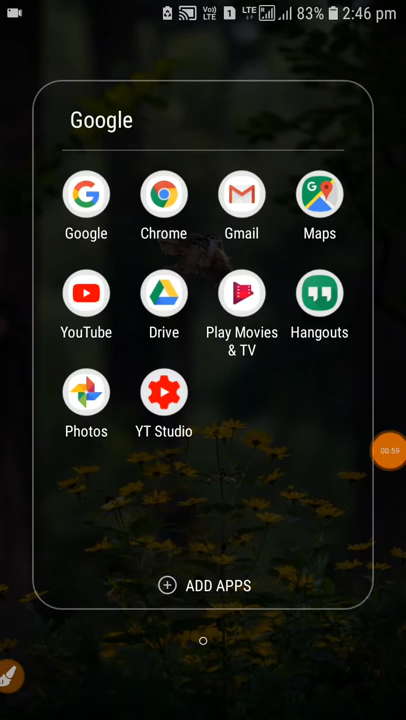 Vo))
LTE
1
LTE
83%
2:46 pm
Google
Google
Chrome
Gmail
Maps
YouTube
Drive
Play Movies
& TV
Hangouts
Photos
YT Studio
00:59
ADD APPS